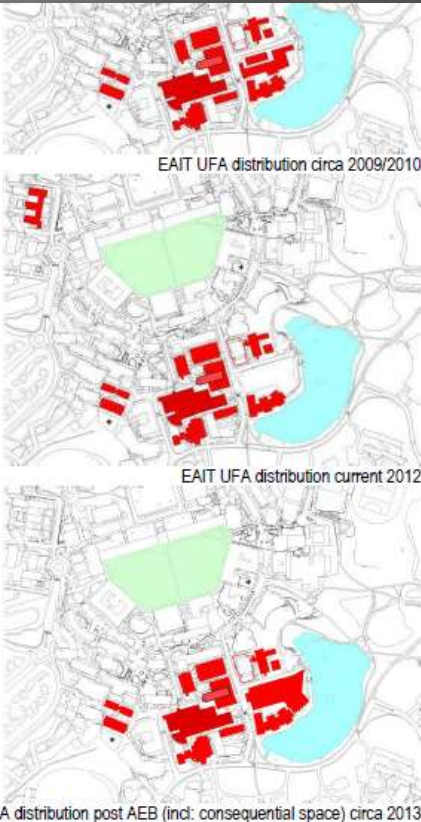 EAIT UFA distribution circa 2009/2010
EAIT UFA distribution current 2012
A distribution post AEB (incl: consequential space) circa 2013